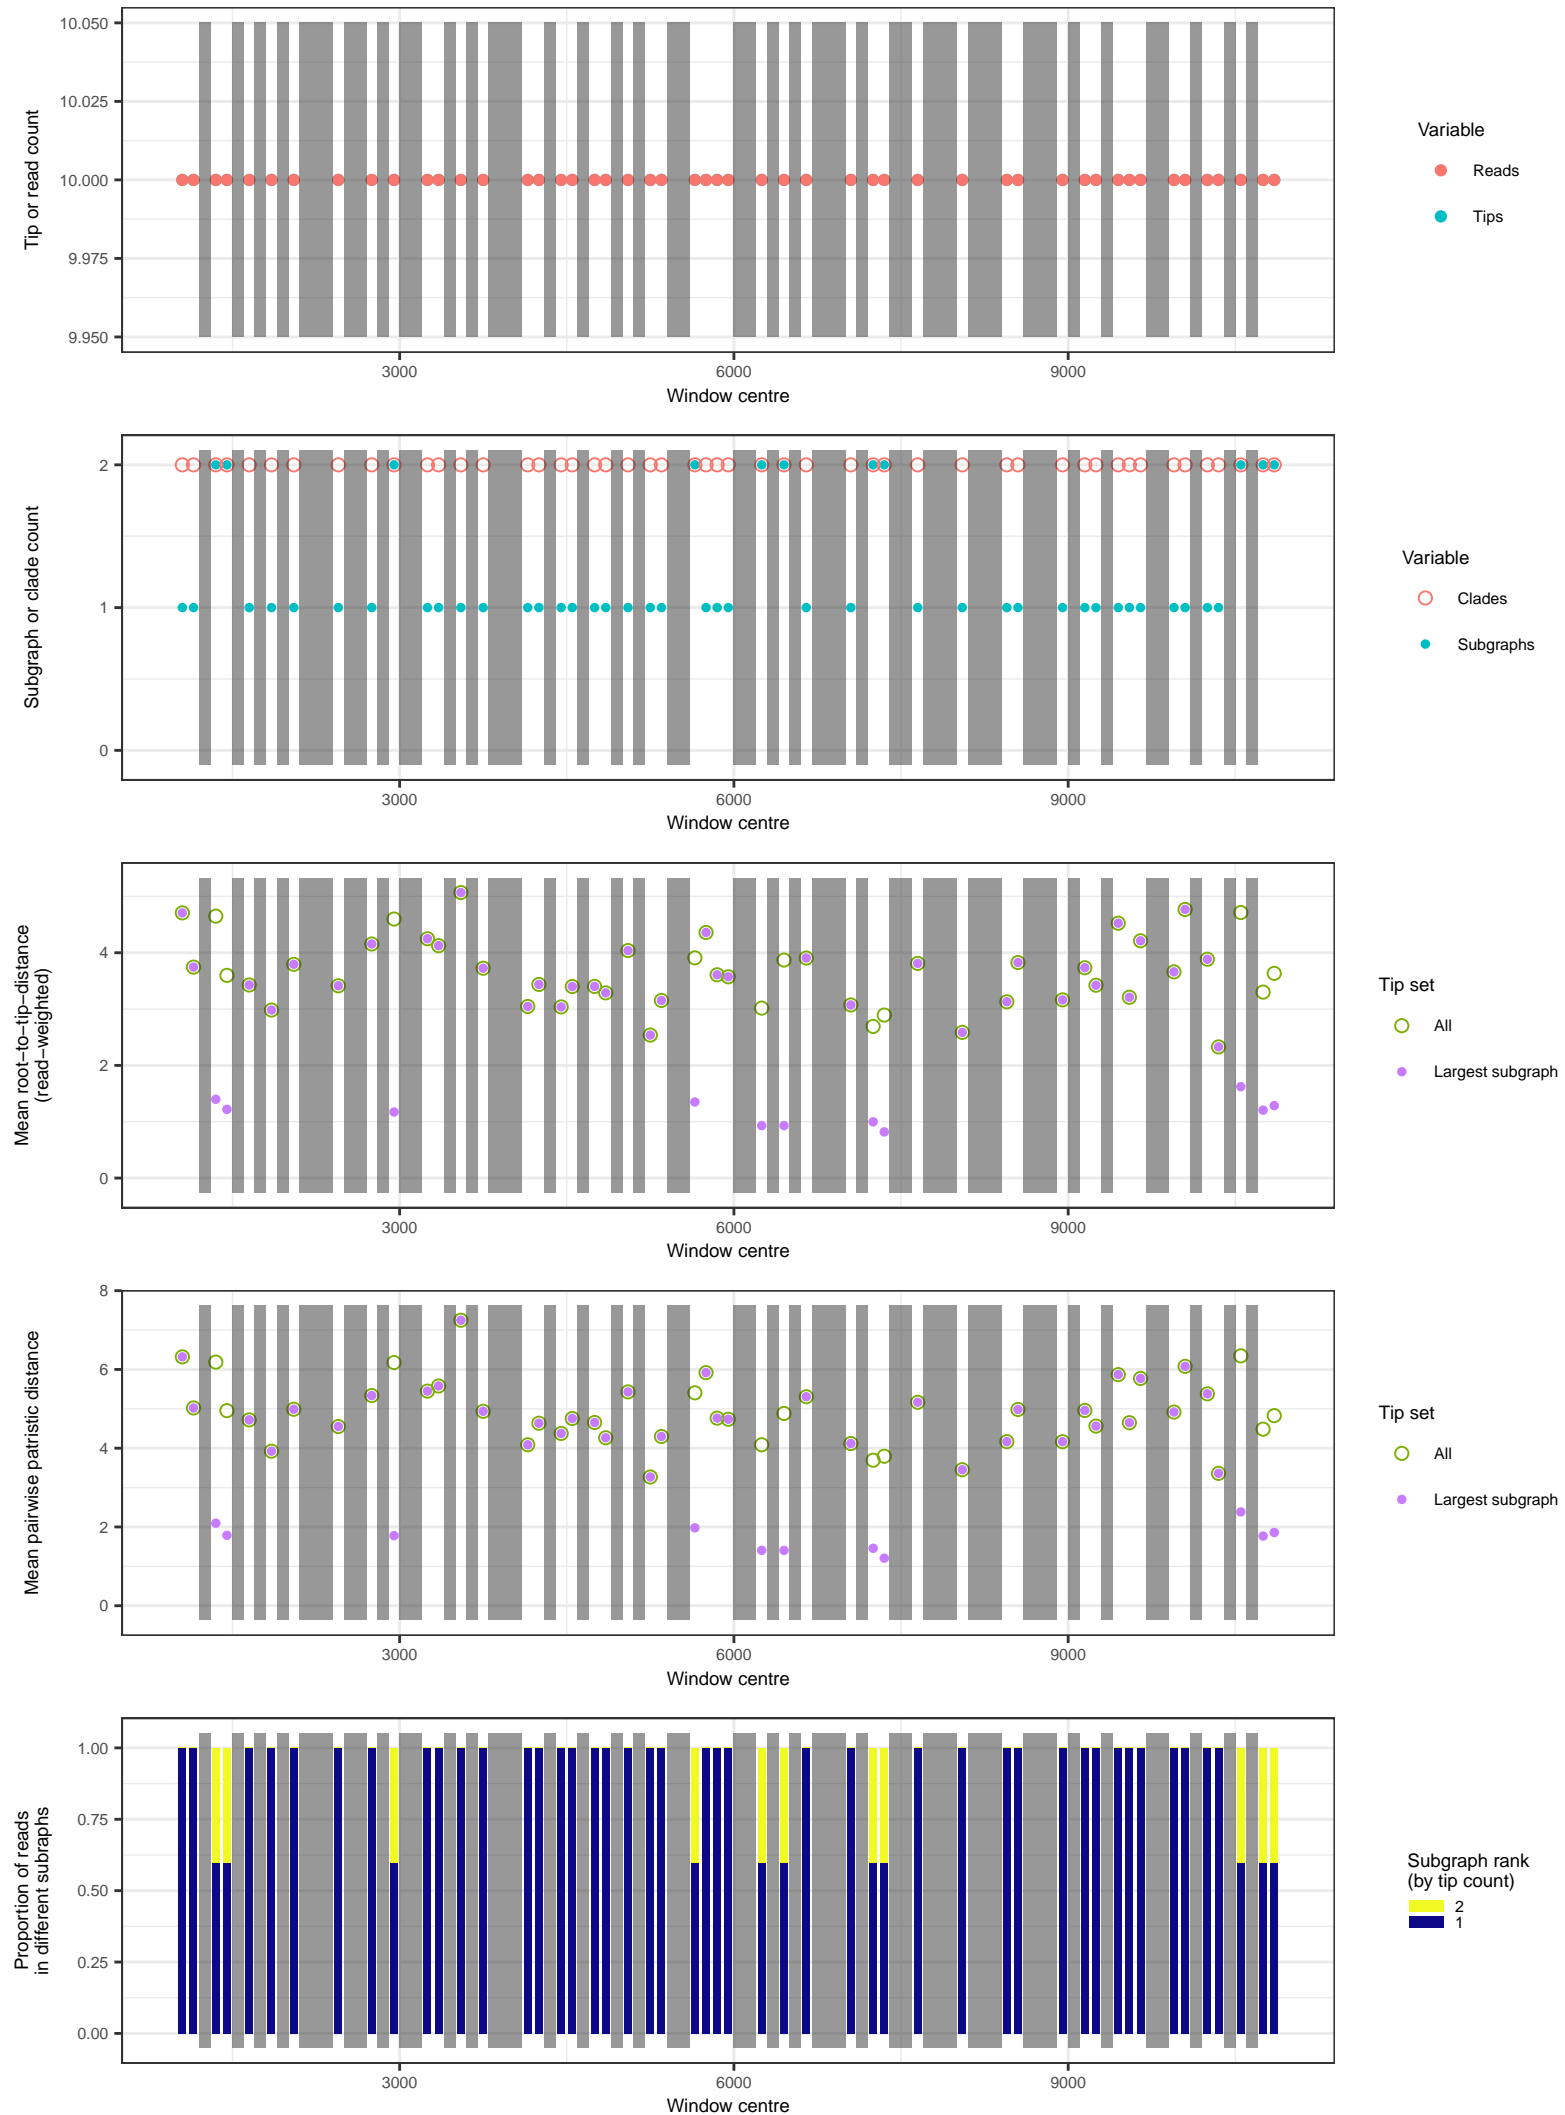 10.050
10.025
10.000
9.975
9.950
Tip or read count
3000
6000
9000
Window centre
Variable
Reads
Tips
2
1
0
Subgraph or clade count
3000
6000
9000
Window centre
Variable
Clades
Subgraphs
4
2
0
Mean root−to−tip−distance
(read−weighted)
3000
6000
9000
Window centre
Tip set
All
Largest subgraph
8
6
4
2
0
Mean pairwise patristic distance
3000
6000
9000
Window centre
Tip set
All
Largest subgraph
1.00
0.75
0.50
0.25
0.00
Proportion of reads
in different subraphs
3000
6000
9000
Window centre
Subgraph rank
(by tip count)
2
1